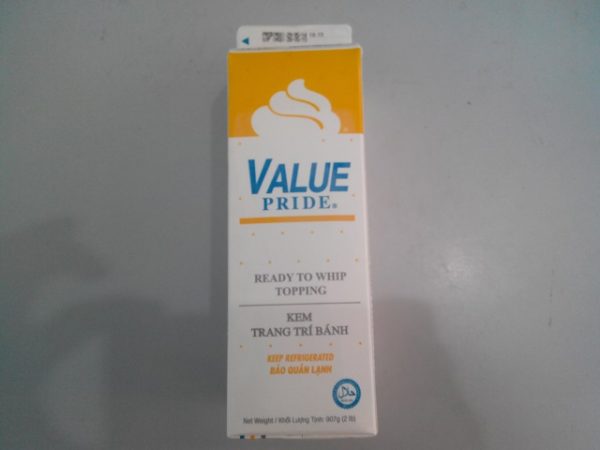 VALUE
PRIDE®
READY TO WHIP
TOPPING
KEM
TRANG TRÍ BÁNH
KEEP REFRIGERATED
BẢO QUẢN LẠNH
Net Weight / Khối Lượng Tịnh: 907g (2 lb)